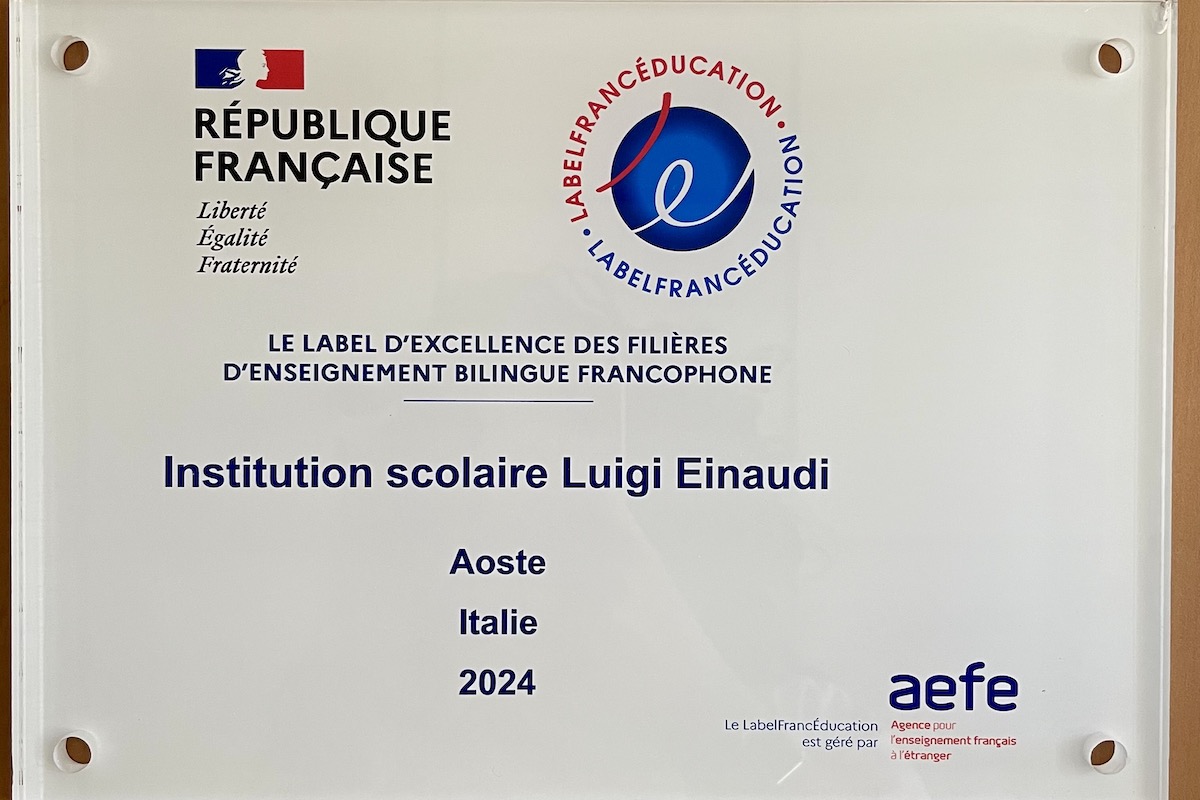 RÉPUBLIQUE
FRANÇAISE
Liberté
Égalité
Fraternité
LABELFRANCÉDUCATION • LABELFRANCÉDUCATION •
e
LE LABEL D'EXCELLENCE DES FILIÈRES
D'ENSEIGNEMENT BILINGUE FRANCOPHONE
Institution scolaire Luigi Einaudi
Aoste
Italie
2024
Le LabelFrancÉducation
est géré par
aefe
Agence pour
l'enseignement français
à l'étranger